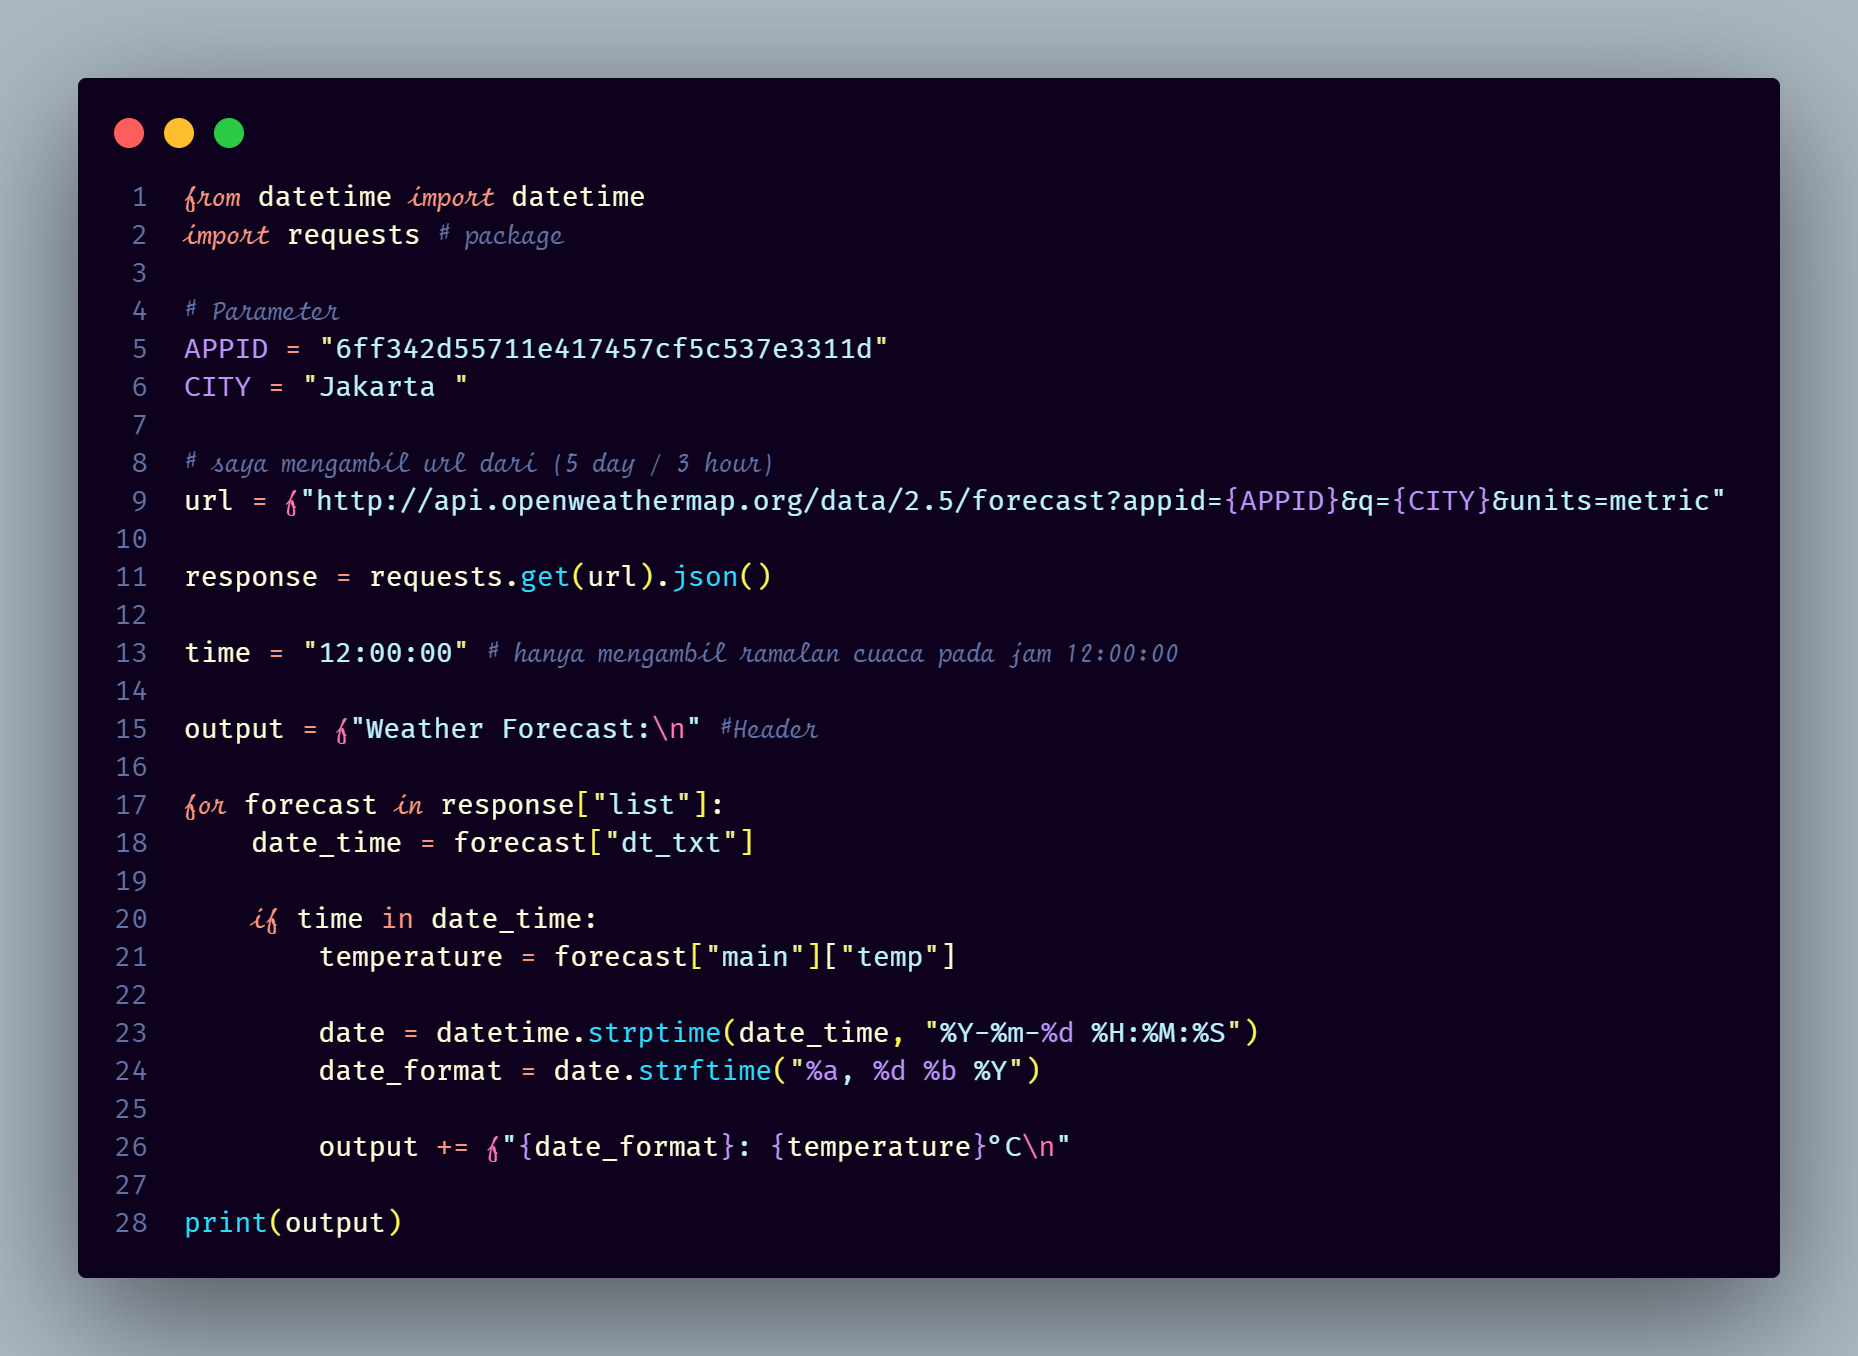 1 from datetime import datetime
2 import requests # package
3
4 # Parameter
5 APPID = "6ff342d55711e417457cf5c537e3311d"
6 CITY = "Jakarta "
7
8 # saya mengambil url dari (5 day / 3 hour)
9 url = f"http://api.openweathermap.org/data/2.5/forecast?appid={APPID}&q={CITY}&units=metric"
10
11 response = requests.get(url).json()
12
13 time = "12:00:00" # hanya mengambil ramalan cuaca pada jam 12:00:00
14
15 output = f"Weather Forecast:\n" #Header
16
17 for forecast in response["list"]:
18     date_time = forecast["dt_txt"]
19
20     if time in date_time:
21         temperature = forecast["main"]["temp"]
22
23         date = datetime.strptime(date_time, "%Y-%m-%d %H:%M:%S")
24         date_format = date.strftime("%a, %d %b %Y")
25
26         output += f"{date_format}: {temperature}°C\n"
27
28 print(output)